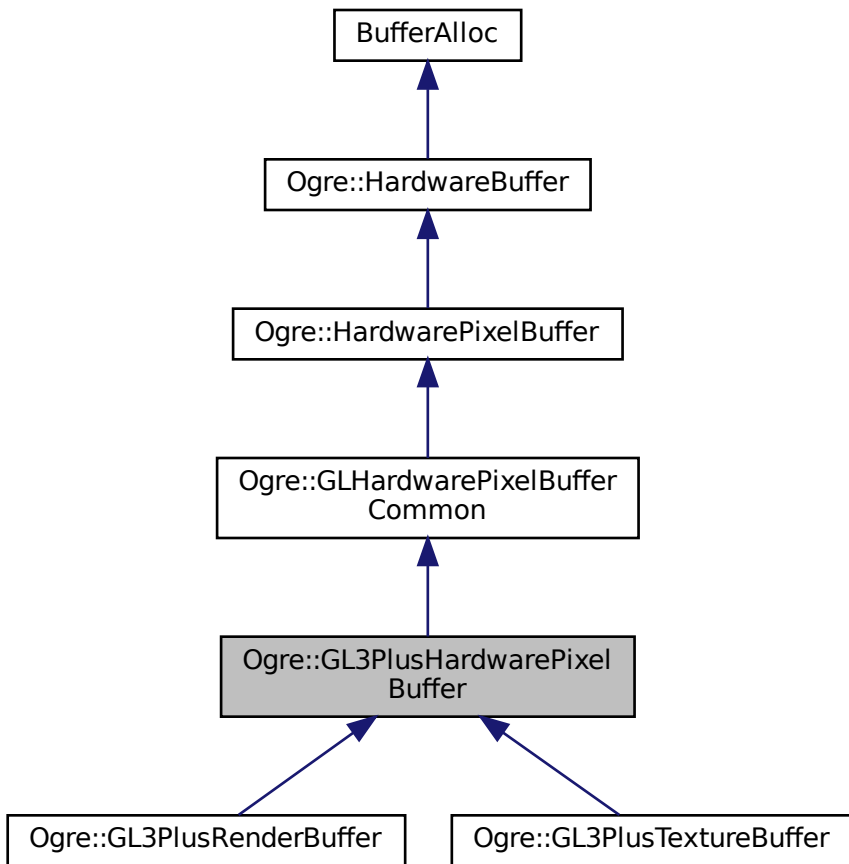 BufferAlloc
Ogre::HardwareBuffer
Ogre::HardwarePixelBuffer
Ogre::GLHardwarePixelBuffer
Common
Ogre::GL3PlusHardwarePixel
Buffer
Ogre::GL3PlusRenderBuffer
Ogre::GL3PlusTextureBuffer